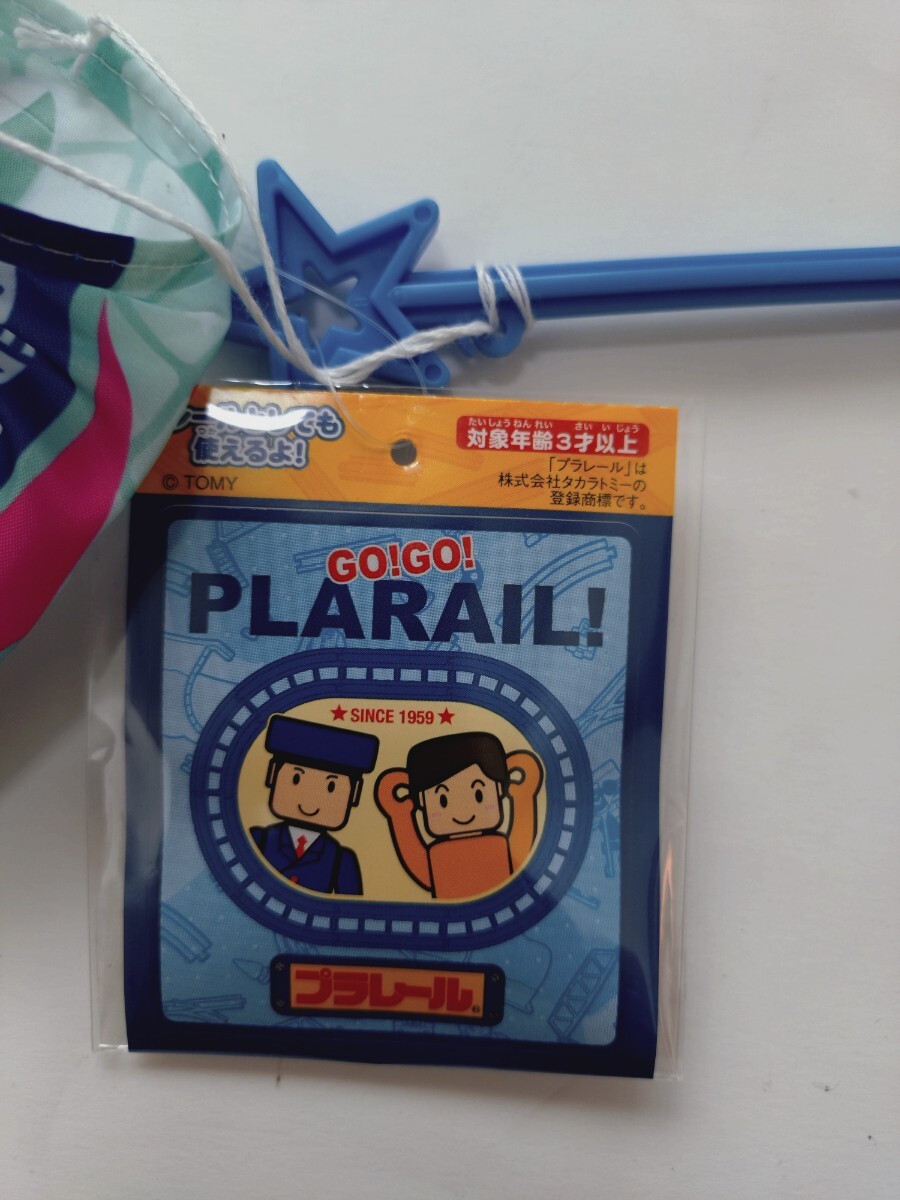 しても
使えるよ!
© TOMY
たいしょうねんれい さいいじょう
対象年齢3才以上
「プラレール」は
株式会社タカラトミーの
登録商標です。
GO!GO!
PLARAIL!
★SINCE 1959★
プラレール®